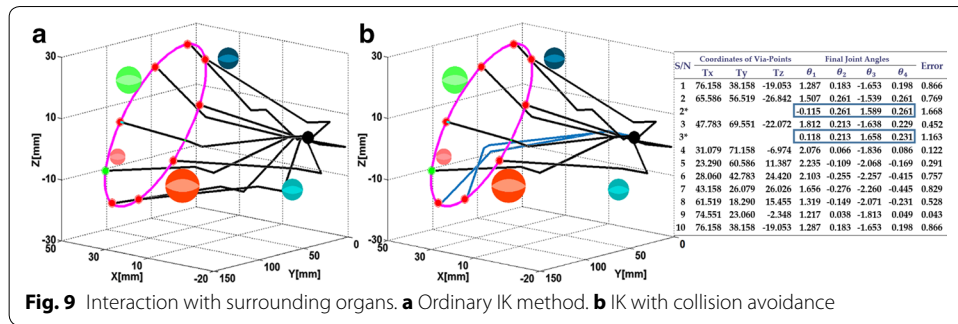 a
b
30
10
-10
-30
Z[mm]
50
30
10
-20
X[mm]
150
100
50
0
Y[mm]
30
10
-10
-30
Z[mm]
50
30
10
-20
X[mm]
150
100
50
0
Y[mm]
S/N Coordinates of Via-Points Final Joint Angles Error
Tx Ty Tz θ1 θ2 θ3 θ4
1 76.158 38.158 -19.053 1.287 0.183 -1.653 0.198 0.866
2 65.586 56.519 -26.842 1.507 0.261 -1.539 0.261 0.769
2* -0.115 0.261 1.589 0.261 1.668
3 47.783 69.551 -22.072 1.812 0.213 -1.638 0.229 0.452
3* 0.118 0.213 1.658 0.231 1.163
4 31.079 71.158 -6.974 2.076 0.066 -1.836 0.086 0.122
5 23.290 60.586 11.387 2.235 -0.109 -2.068 -0.169 0.291
6 28.060 42.783 24.420 2.103 -0.255 -2.257 -0.415 0.757
7 43.158 26.079 26.026 1.656 -0.276 -2.260 -0.445 0.829
8 61.519 18.290 15.455 1.319 -0.149 -2.071 -0.231 0.528
9 74.551 23.060 -2.348 1.217 0.038 -1.813 0.049 0.043
10 76.158 38.158 -19.053 1.287 0.183 -1.653 0.198 0.866
Fig. 9 Interaction with surrounding organs. a Ordinary IK method. b IK with collision avoidance